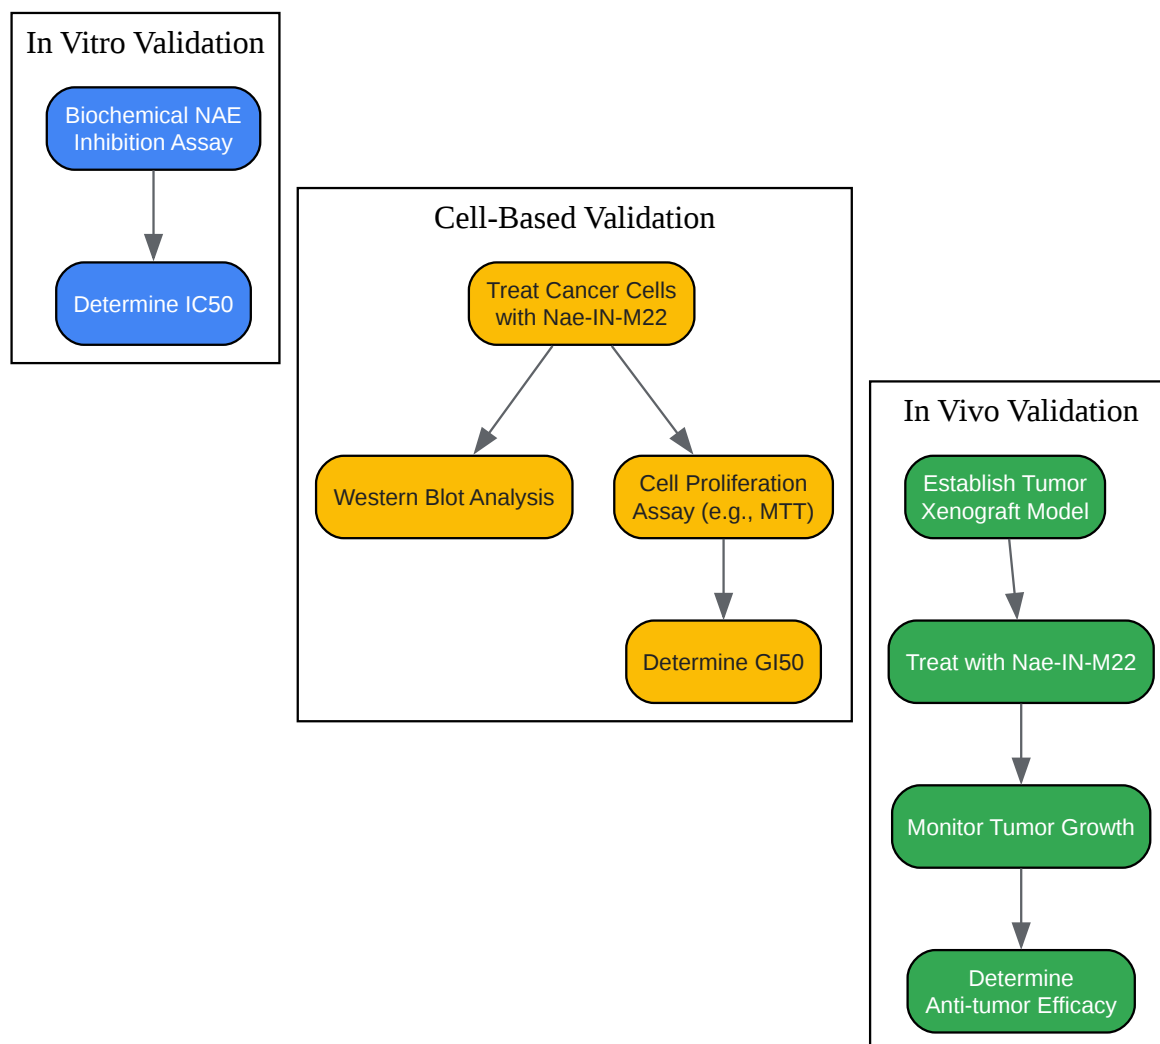 In Vitro Validation
Biochemical NAE
Inhibition Assay
Determine IC50
Cell-Based Validation
Treat Cancer Cells
with Nae-IN-M22
Western Blot Analysis
Cell Proliferation
Assay (e.g., MTT)
Determine GI50
In Vivo Validation
Establish Tumor
Xenograft Model
Treat with Nae-IN-M22
Monitor Tumor Growth
Determine
Anti-tumor Efficacy